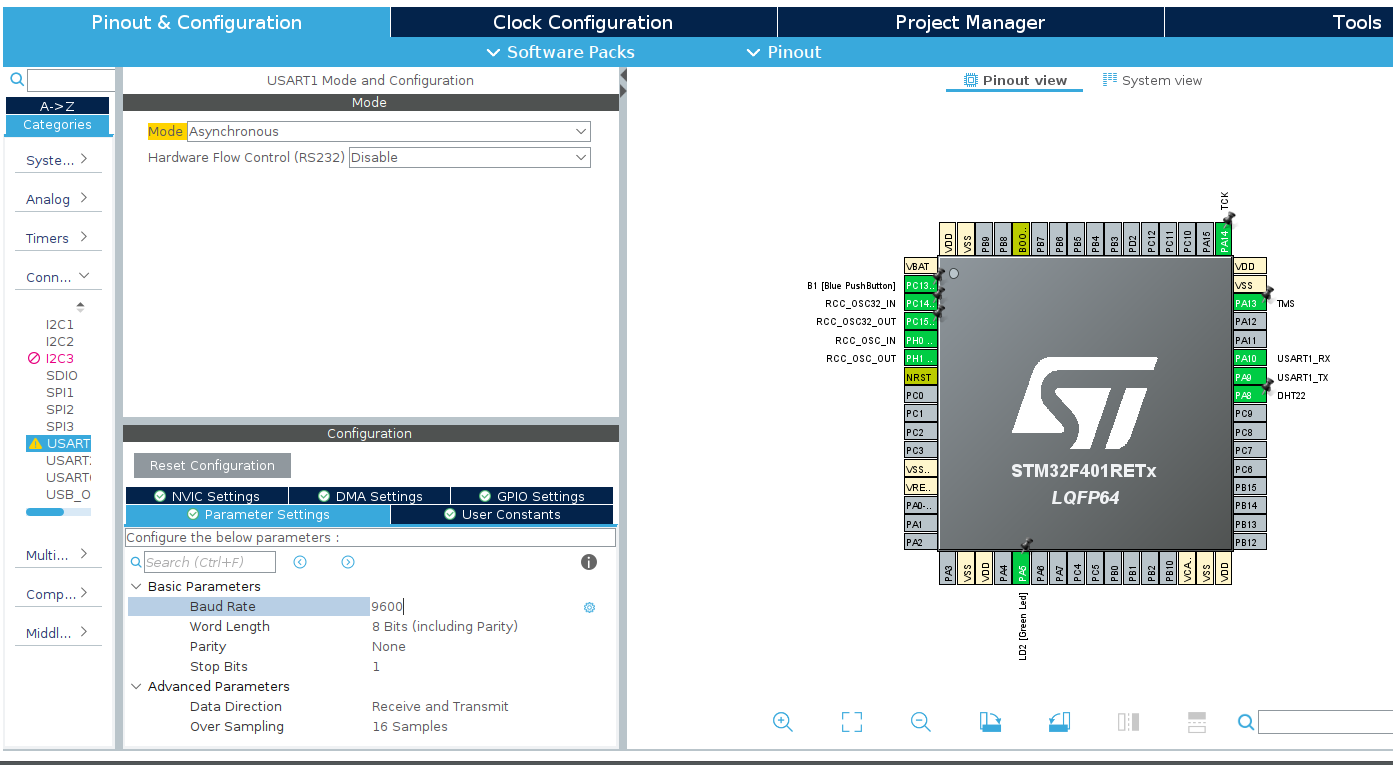 Pinout & Configuration
Clock Configuration
Project Manager
Tools
Software Packs
Pinout
A->Z
Categories
Syste...
Analog
Timers
Conn...
I2C1
I2C2
I2C3
SDIO
SPI1
SPI2
SPI3
USART
USART
USART
USB_O
Multi...
Comp...
Middl...
USART1 Mode and Configuration
Mode
Mode Asynchronous
Hardware Flow Control (RS232) Disable
Configuration
Reset Configuration
NVIC Settings
DMA Settings
GPIO Settings
Parameter Settings
User Constants
Configure the below parameters :
Search (Ctrl+F)
Basic Parameters
Baud Rate 9600
Word Length 8 Bits (including Parity)
Parity None
Stop Bits 1
Advanced Parameters
Data Direction Receive and Transmit
Over Sampling 16 Samples
Pinout view
System view
TCK
VDD
VSS
PB9
PB8
BOO..
PB7
PB6
PB5
PB4
PB3
PD2
PC12
PC11
PC10
PA15
PA14
VBAT
B1 [Blue PushButton] PC13..
RCC_OSC32_IN PC14..
RCC_OSC32_OUT PC15..
RCC_OSC_IN PH0 ..
RCC_OSC_OUT PH1 ..
NRST
PC0
PC1
PC2
PC3
VSS..
VRE..
PA0-..
PA1
PA2
STM32F401RETx
LQFP64
VDD
VSS
PA13 TMS
PA12
PA11
PA10 USART1_RX
PA9 USART1_TX
PA8 DHT22
PC9
PC8
PC7
PC6
PB15
PB14
PB13
PB12
PA3
VSS
VDD
PA4
PA5
PA6
PA7
PC4
PC5
PB0
PB1
PB2
PB10
VCA..
VSS
VDD
LD2 [Green Led]